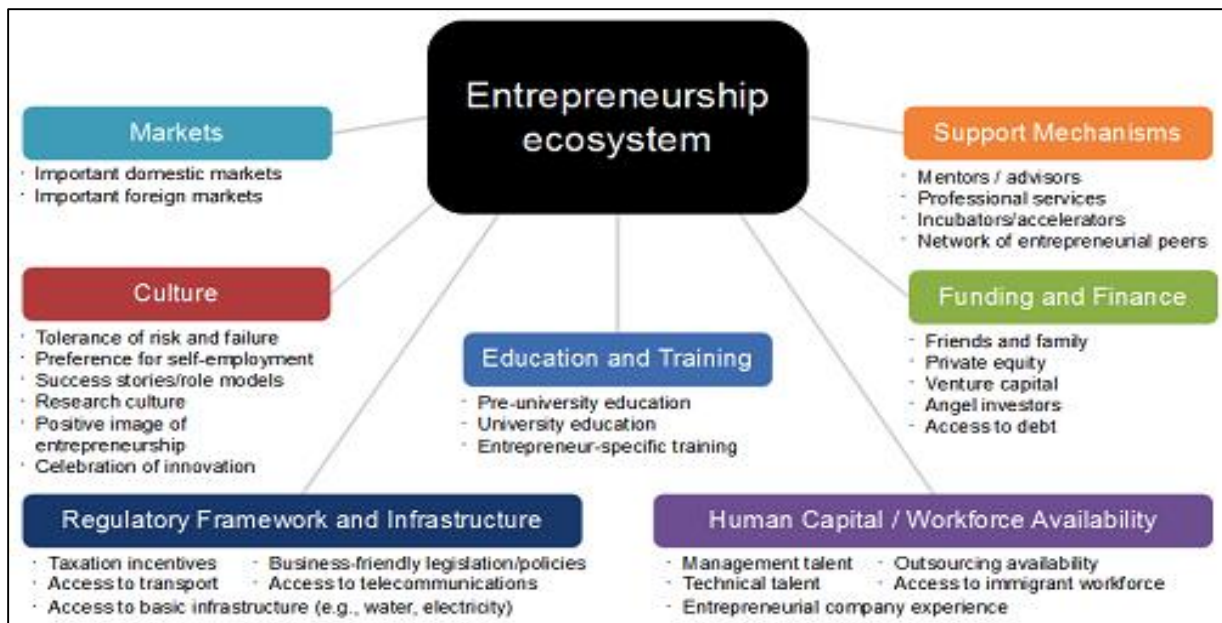 Entrepreneurship
ecosystem
Markets
· Important domestic markets
· Important foreign markets
Support Mechanisms
· Mentors / advisors
· Professional services
· Incubators/accelerators
· Network of entrepreneurial peers
Culture
· Tolerance of risk and failure
· Preference for self-employment
· Success stories/role models
· Research culture
· Positive image of
entrepreneurship
· Celebration of innovation
Education and Training
· Pre-university education
· University education
· Entrepreneur-specific training
Funding and Finance
· Friends and family
· Private equity
· Venture capital
· Angel investors
· Access to debt
Regulatory Framework and Infrastructure
· Taxation incentives · Business-friendly legislation/policies
· Access to transport · Access to telecommunications
· Access to basic infrastructure (e.g., water, electricity)
Human Capital / Workforce Availability
· Management talent · Outsourcing availability
· Technical talent · Access to immigrant workforce
· Entrepreneurial company experience